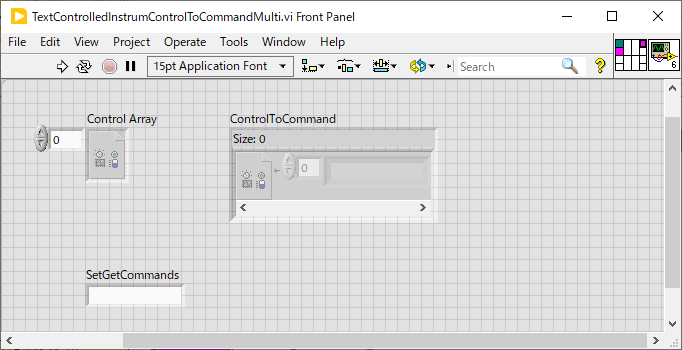 TextControlledInstrumControlToCommandMulti.vi Front Panel
File Edit View Project Operate Tools Window Help
15pt Application Font
Search
6
Control Array
0
ControlToCommand
Size: 0
0
SetGetCommands